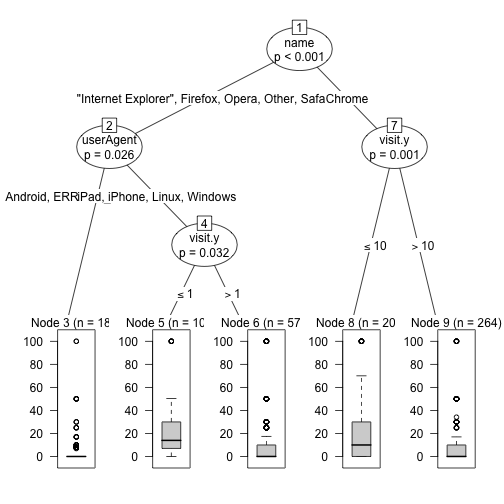 1
name
p < 0.001
"Internet Explorer", Firefox, Opera, Other, SafaChrome
2
userAgent
p = 0.026
7
visit.y
p = 0.001
Android, ERRiPad, iPhone, Linux, Windows
4
visit.y
p = 0.032
≤ 10
> 10
≤ 1
> 1
Node 3 (n = 18
Node 5 (n = 10
Node 6 (n = 57
Node 8 (n = 20
Node 9 (n = 264)
100 100 100 100 100
80 80 80 80 80
60 60 60 60 60
40 40 40 40 40
20 20 20 20 20
0 0 0 0 0